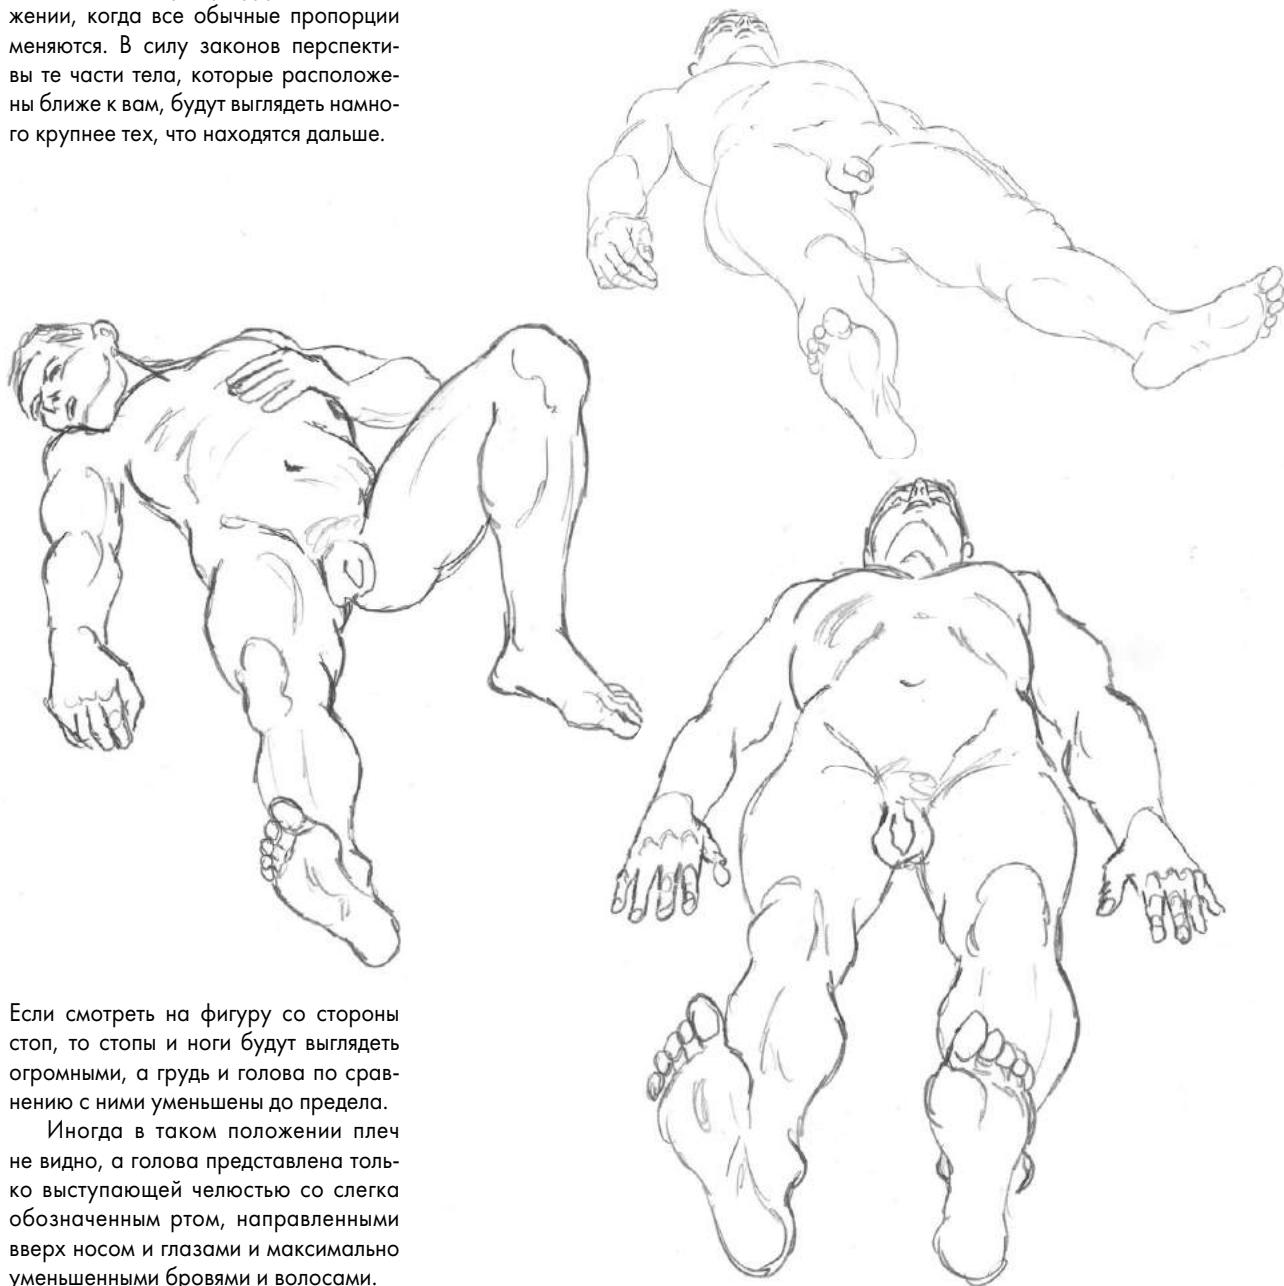 жении, когда все обычные пропорции
меняются. В силу законов перспекти-
вы те части тела, которые расположе-
ны ближе к вам, будут выглядеть намно-
го крупнее тех, что находятся дальше.
Если смотреть на фигуру со стороны
стоп, то стопы и ноги будут выглядеть
огромными, а грудь и голова по срав-
нению с ними уменьшены до предела.
Иногда в таком положении плеч
не видно, а голова представлена толь-
ко выступающей челюстью со слегка
обозначенным ртом, направленными
вверх носом и глазами и максимально
уменьшенными бровями и волосами.